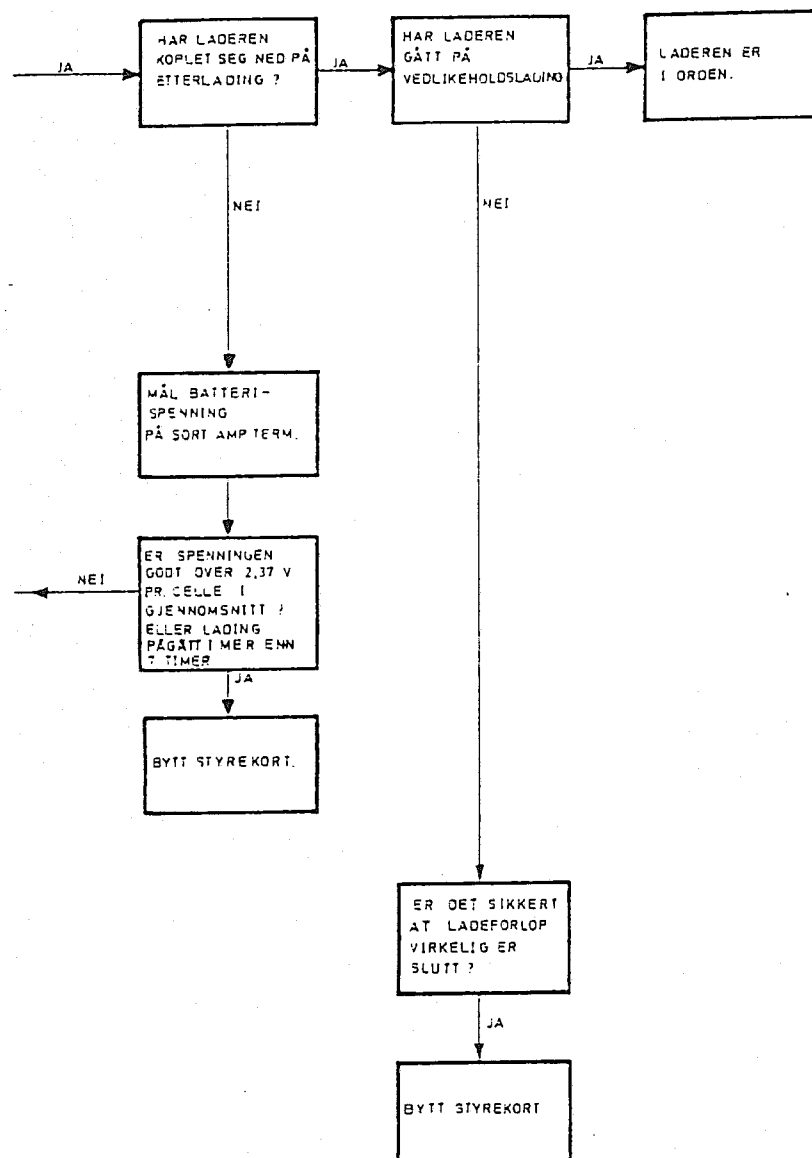 JA
HAR LADEREN
KOPLET SEG NED PÅ
ETTERLADING ?
JA
HAR LADEREN
GÅTT PÅ
VEDLIKEHOLDSLADING
JA
LADEREN ER
I ORDEN.
NEI
NEI
MÅL BATTERI-
SPENNING
PÅ SORT AMP TERM.
ER SPENNINGEN
GODT OVER 2,37 V
PR. CELLE I
GJENNOMSNITT ?
ELLER LADING
PÅGÅTT I MER ENN
7 TIMER
NEI
JA
BYTT STYREKORT.
ER DET SIKKERT
AT LADEFORLOP
VIRKELIG ER
SLUTT ?
JA
BYTT STYREKORT